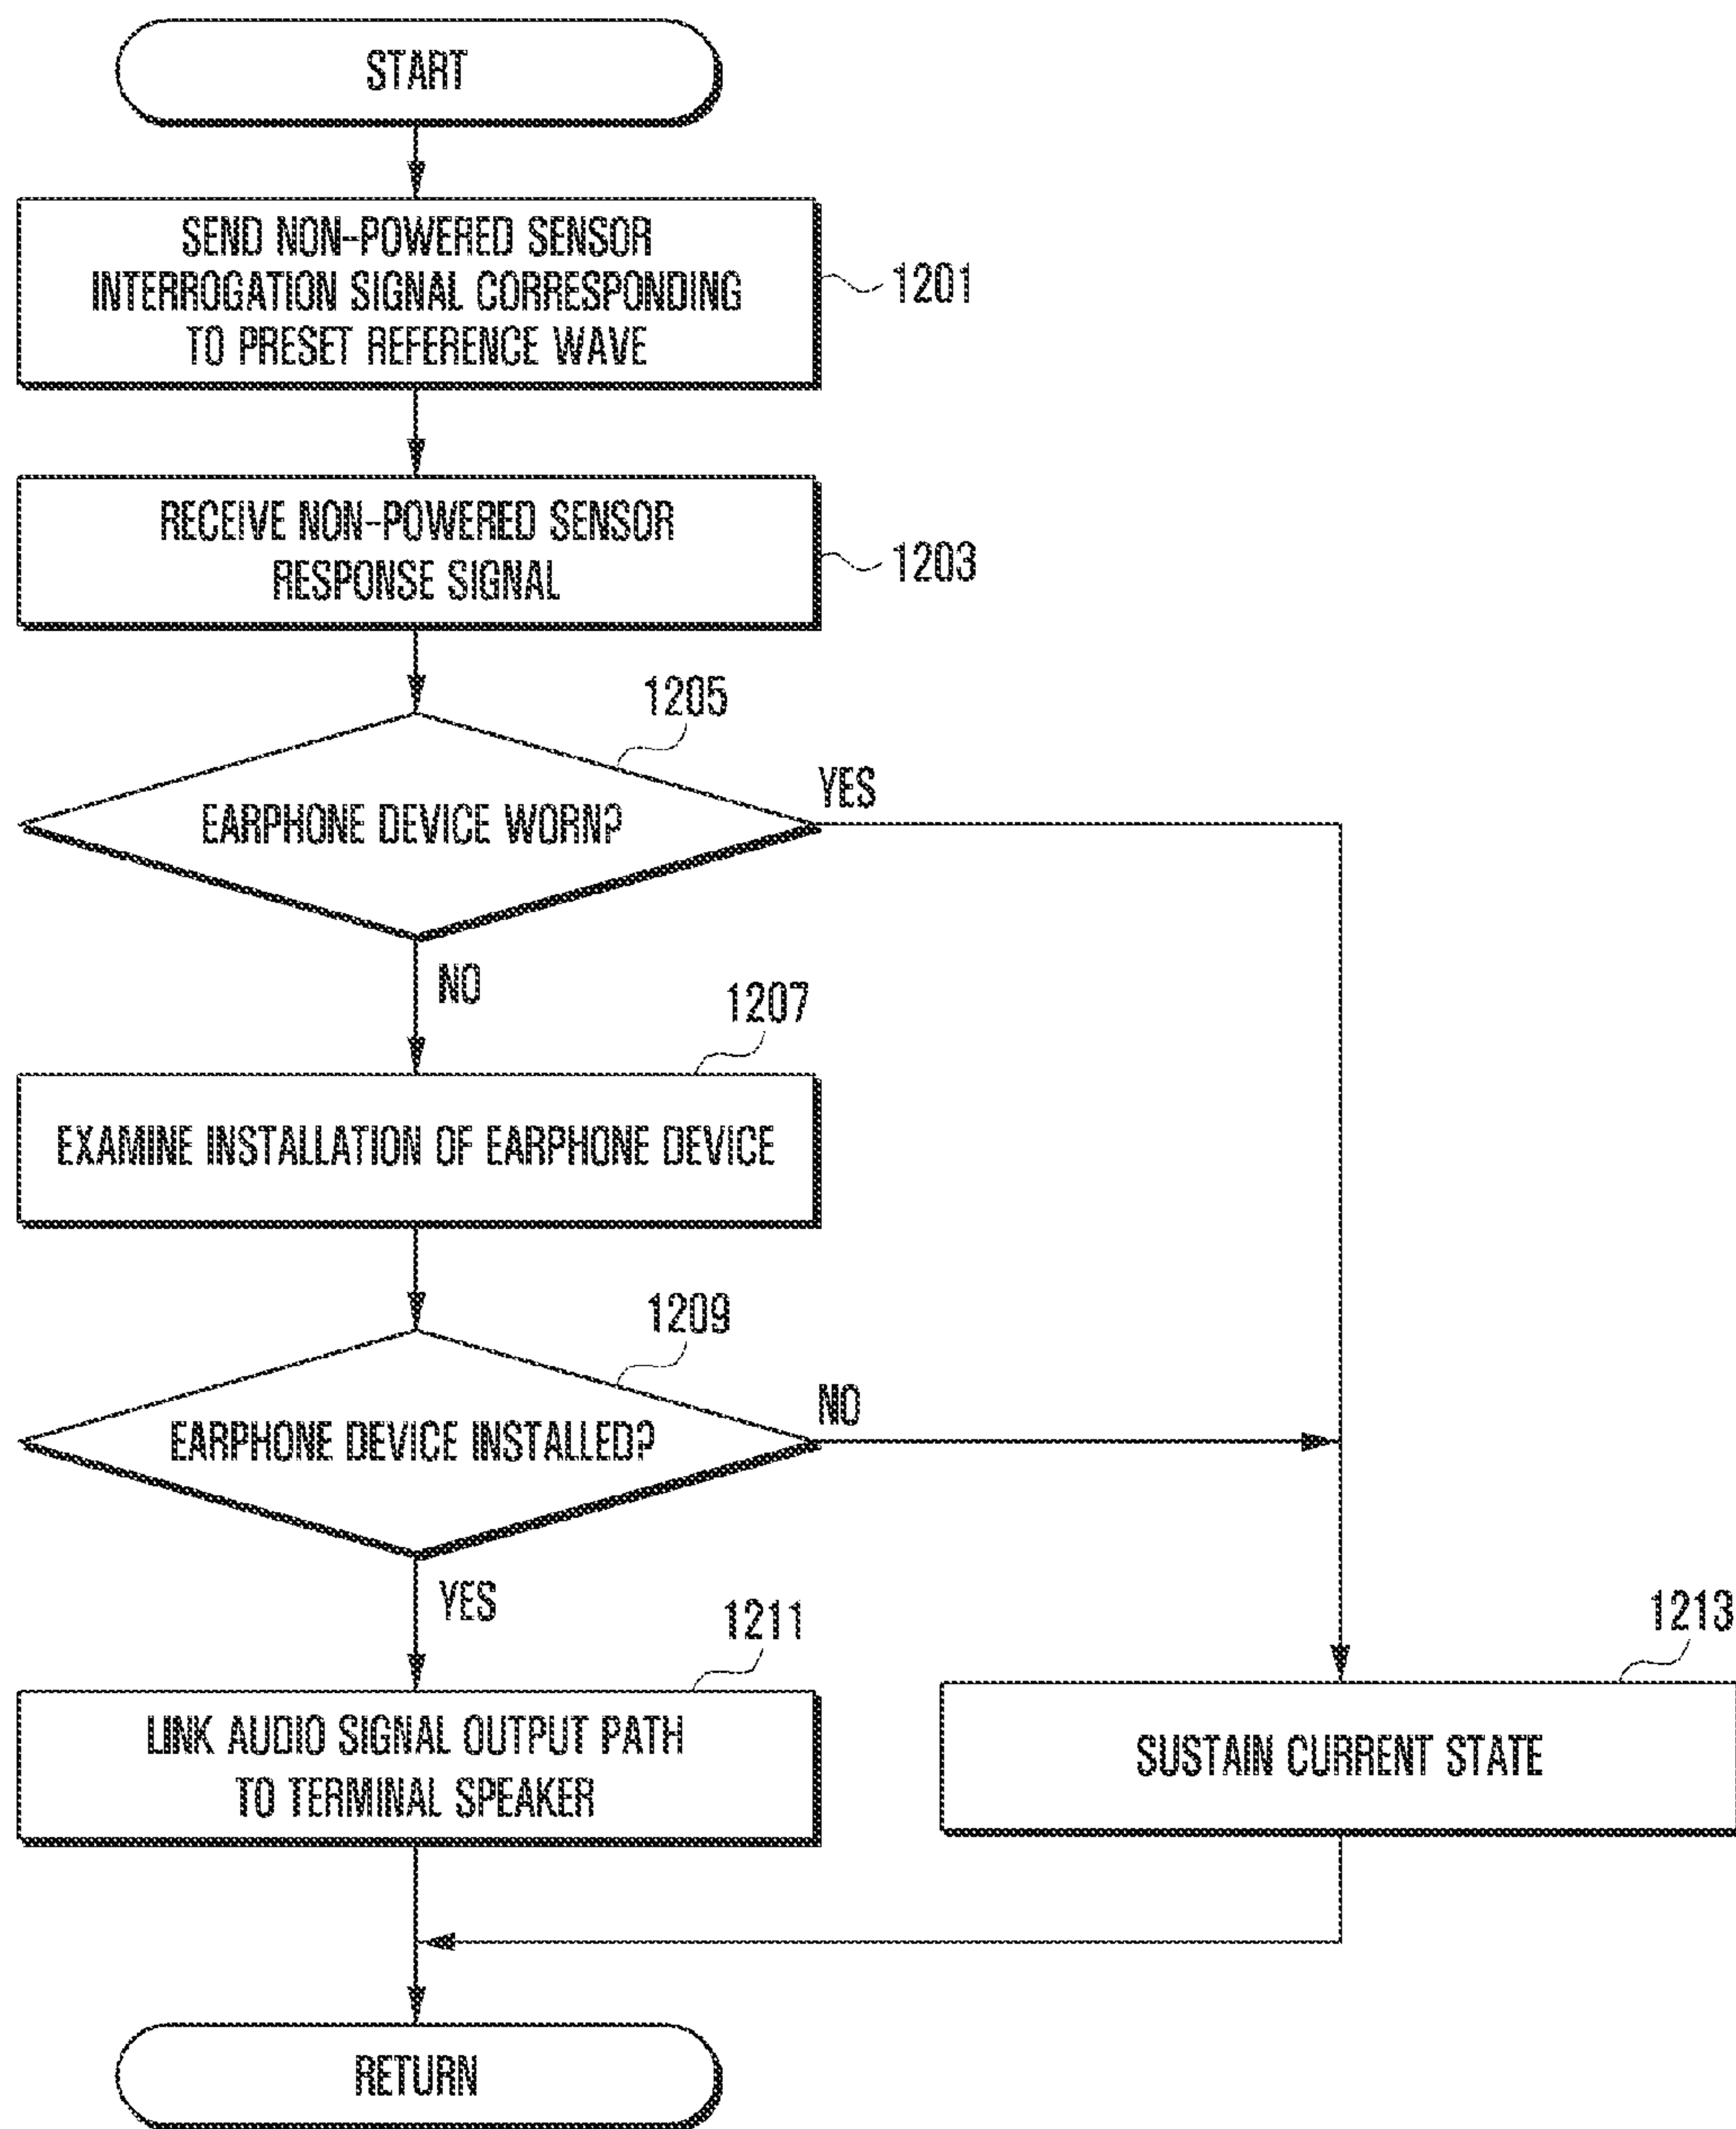 START
SEND NON-POWERED SENSOR
INTERROGATION SIGNAL CORRESPONDING
TO PRESET REFERENCE WAVE
1201
RECEIVE NON-POWERED SENSOR
RESPONSE SIGNAL
1203
1205
EARPHONE DEVICE WORN?
YES
NO
1207
EXAMINE INSTALLATION OF EARPHONE DEVICE
1209
EARPHONE DEVICE INSTALLED?
NO
YES
1211
LINK AUDIO SIGNAL OUTPUT PATH
TO TERMINAL SPEAKER
1213
SUSTAIN CURRENT STATE
RETURN